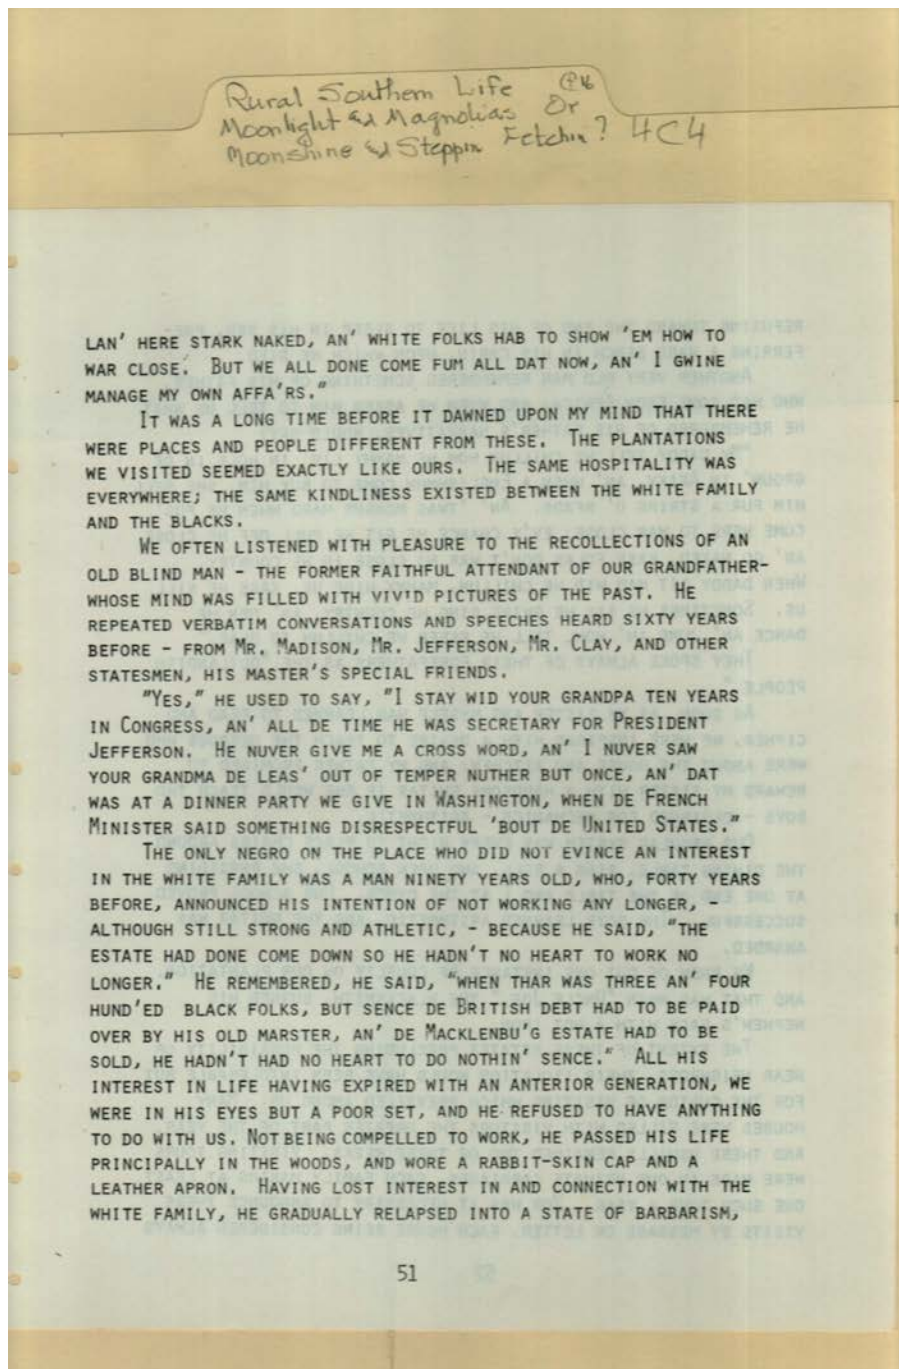 Rural Southern Life
Moonlight & Magnolias Or
Moonshine & Steppin Fetchin? 4C4
LAN' HERE STARK NAKED, AN' WHITE FOLKS HAB TO SHOW 'EM HOW TO
WAR CLOSE. BUT WE ALL DONE COME FUM ALL DAT NOW, AN' I GWINE
MANAGE MY OWN AFFA'RS."
IT WAS A LONG TIME BEFORE IT DAWNED UPON MY MIND THAT THERE
WERE PLACES AND PEOPLE DIFFERENT FROM THESE. THE PLANTATIONS
WE VISITED SEEMED EXACTLY LIKE OURS. THE SAME HOSPITALITY WAS
EVERYWHERE; THE SAME KINDLINESS EXISTED BETWEEN THE WHITE FAMILY
AND THE BLACKS.
WE OFTEN LISTENED WITH PLEASURE TO THE RECOLLECTIONS OF AN
OLD BLIND MAN - THE FORMER FAITHFUL ATTENDANT OF OUR GRANDFATHER-
WHOSE MIND WAS FILLED WITH VIVID PICTURES OF THE PAST. HE
REPEATED VERBATIM CONVERSATIONS AND SPEECHES HEARD SIXTY YEARS
BEFORE - FROM MR. MADISON, MR. JEFFERSON, MR. CLAY, AND OTHER
STATESMEN, HIS MASTER'S SPECIAL FRIENDS.
"YES," HE USED TO SAY, "I STAY WID YOUR GRANDPA TEN YEARS
IN CONGRESS, AN' ALL DE TIME HE WAS SECRETARY FOR PRESIDENT
JEFFERSON. HE NUVER GIVE ME A CROSS WORD, AN' I NUVER SAW
YOUR GRANDMA DE LEAS' OUT OF TEMPER NUTHER BUT ONCE, AN' DAT
WAS AT A DINNER PARTY WE GIVE IN WASHINGTON, WHEN DE FRENCH
MINISTER SAID SOMETHING DISRESPECTFUL 'BOUT DE UNITED STATES."
THE ONLY NEGRO ON THE PLACE WHO DID NOT EVINCE AN INTEREST
IN THE WHITE FAMILY WAS A MAN NINETY YEARS OLD, WHO, FORTY YEARS
BEFORE, ANNOUNCED HIS INTENTION OF NOT WORKING ANY LONGER, -
ALTHOUGH STILL STRONG AND ATHLETIC, - BECAUSE HE SAID, "THE
ESTATE HAD DONE COME DOWN SO HE HADN'T NO HEART TO WORK NO
LONGER." HE REMEMBERED, HE SAID, "WHEN THAR WAS THREE AN' FOUR
HUND'ED BLACK FOLKS, BUT SENCE DE BRITISH DEBT HAD TO BE PAID
OVER BY HIS OLD MARSTER, AN' DE MACKLENBU'G ESTATE HAD TO BE
SOLD, HE HADN'T HAD NO HEART TO DO NOTHIN' SENCE." ALL HIS
INTEREST IN LIFE HAVING EXPIRED WITH AN ANTERIOR GENERATION, WE
WERE IN HIS EYES BUT A POOR SET, AND HE REFUSED TO HAVE ANYTHING
TO DO WITH US. NOT BEING COMPELLED TO WORK, HE PASSED HIS LIFE
PRINCIPALLY IN THE WOODS, AND WORE A RABBIT-SKIN CAP AND A
LEATHER APRON. HAVING LOST INTEREST IN AND CONNECTION WITH THE
WHITE FAMILY, HE GRADUALLY RELAPSED INTO A STATE OF BARBARISM,
51